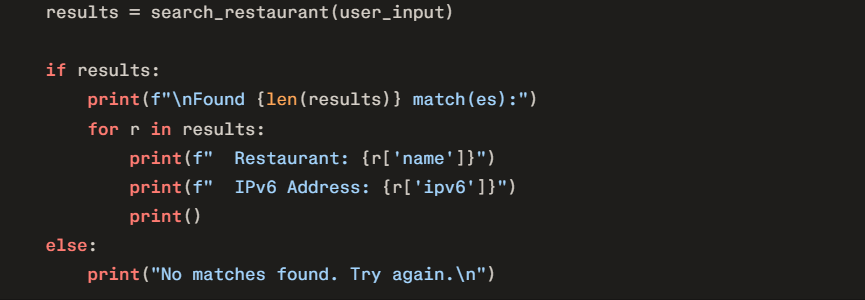 results = search_restaurant(user_input)
if results:
print(f"\nFound {len(results)} match(es):")
for r in results:
print(f"  Restaurant: {r['name']}")
print(f"  IPv6 Address: {r['ipv6']}")
print()
else:
print("No matches found. Try again.\n")